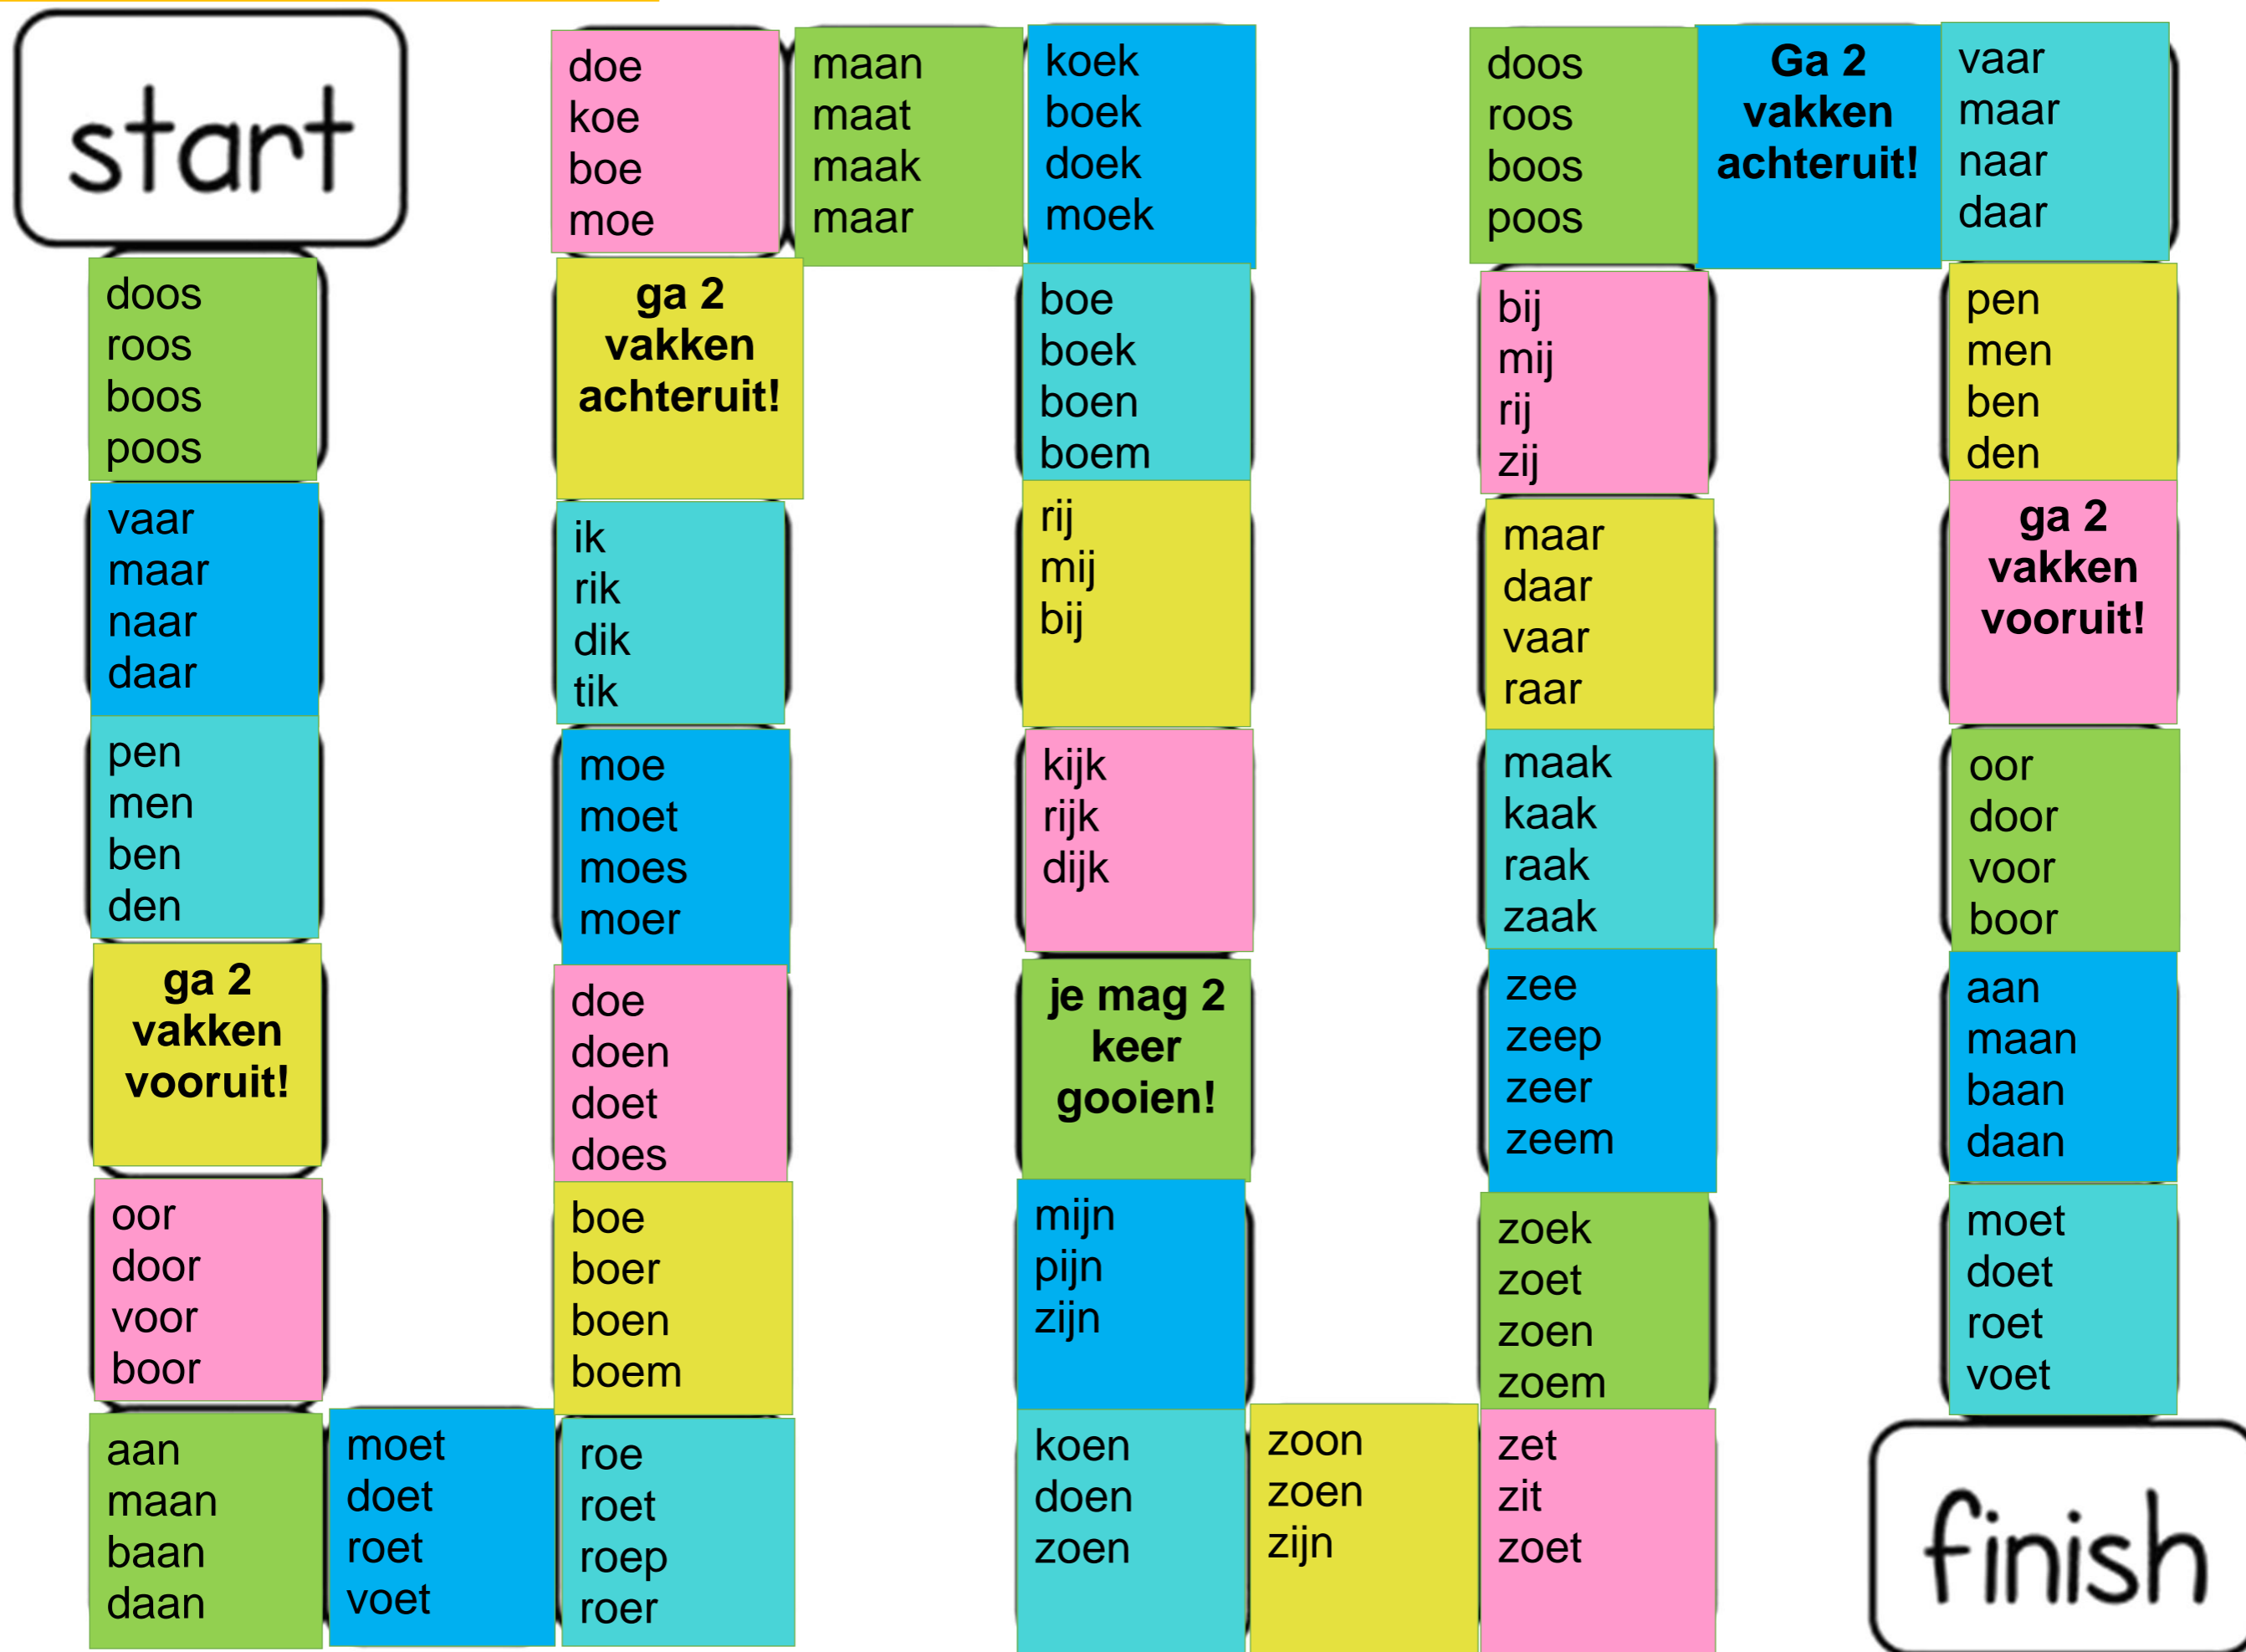 start
doos
roos
boos
poos
vaar
maar
naar
daar
pen
men
ben
den
ga 2
vakken
vooruit!
oor
door
voor
boor
aan
maan
baan
daan
moet
doet
roet
voet
roe
roet
roep
roer
boe
boer
boen
boem
doe
doen
doet
does
moe
moet
moes
moer
ik
rik
dik
tik
ga 2
vakken
achteruit!
doe
koe
boe
moe
maan
maat
maak
maar
koek
boek
doek
moek
boe
boek
boen
boem
rij
mij
bij
kijk
rijk
dijk
je mag 2
keer
gooien!
mijn
pijn
zijn
koen
doen
zoen
zoon
zoen
zijn
zet
zit
zoet
zoek
zoet
zoen
zoem
zee
zeep
zeer
zeem
maak
kaak
raak
zaak
maar
daar
vaar
raar
bij
mij
rij
zij
doos
roos
boos
poos
Ga 2
vakken
achteruit!
vaar
maar
naar
daar
pen
men
ben
den
ga 2
vakken
vooruit!
oor
door
voor
boor
aan
maan
baan
daan
moet
doet
roet
voet
finish